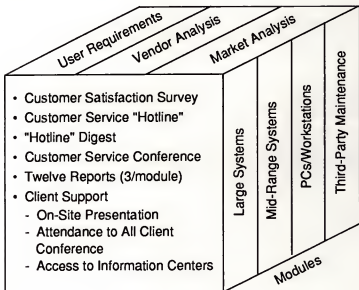 User Requirements
Vendor Analysis
Market Analysis
• Customer Satisfaction Survey
• Customer Service "Hotline"
• "Hotline" Digest
• Customer Service Conference
• Twelve Reports (3/module)
• Client Support
- On-Site Presentation
- Attendance to All Client
Conference
- Access to Information Centers
Large Systems
Mid-Range Systems
PCs/Workstations
Third-Party Maintenance
Modules